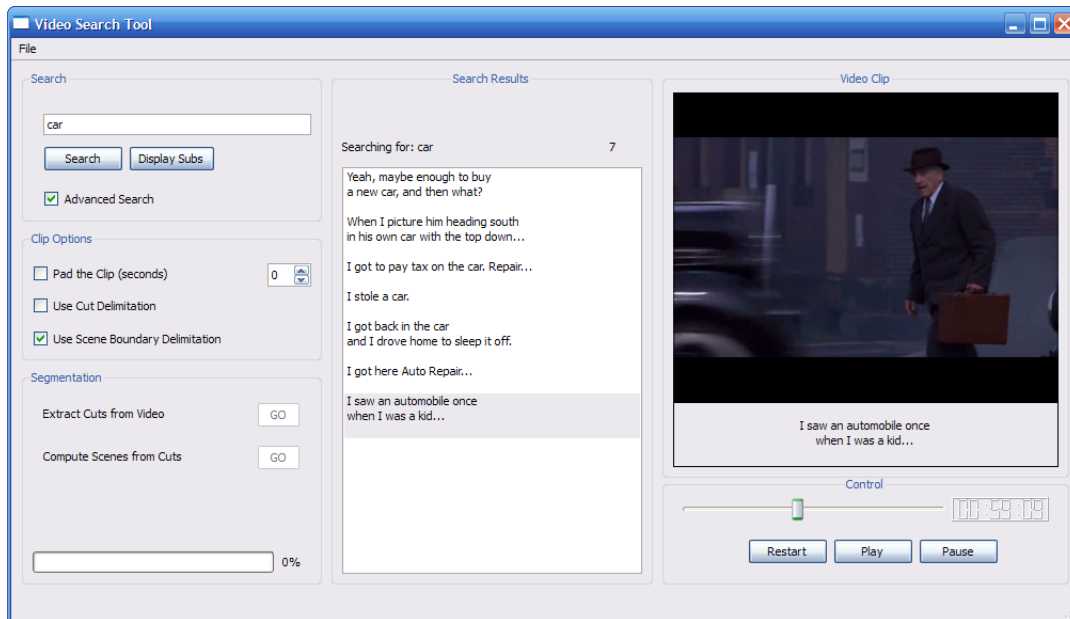 Video Search Tool
File
Search
car
Search
Display Subs
Advanced Search
Clip Options
Pad the Clip (seconds)
0
Use Cut Delimitation
Use Scene Boundary Delimitation
Segmentation
Extract Cuts from Video
GO
Compute Scenes from Cuts
GO
0%
Search Results
Searching for: car
7
Yeah, maybe enough to buy
a new car, and then what?
When I picture him heading south
in his own car with the top down...
I got to pay tax on the car. Repair...
I stole a car.
I got back in the car
and I drove home to sleep it off.
I got here Auto Repair...
I saw an automobile once
when I was a kid...
Video Clip
I saw an automobile once
when I was a kid...
Control
00:59:09
Restart
Play
Pause